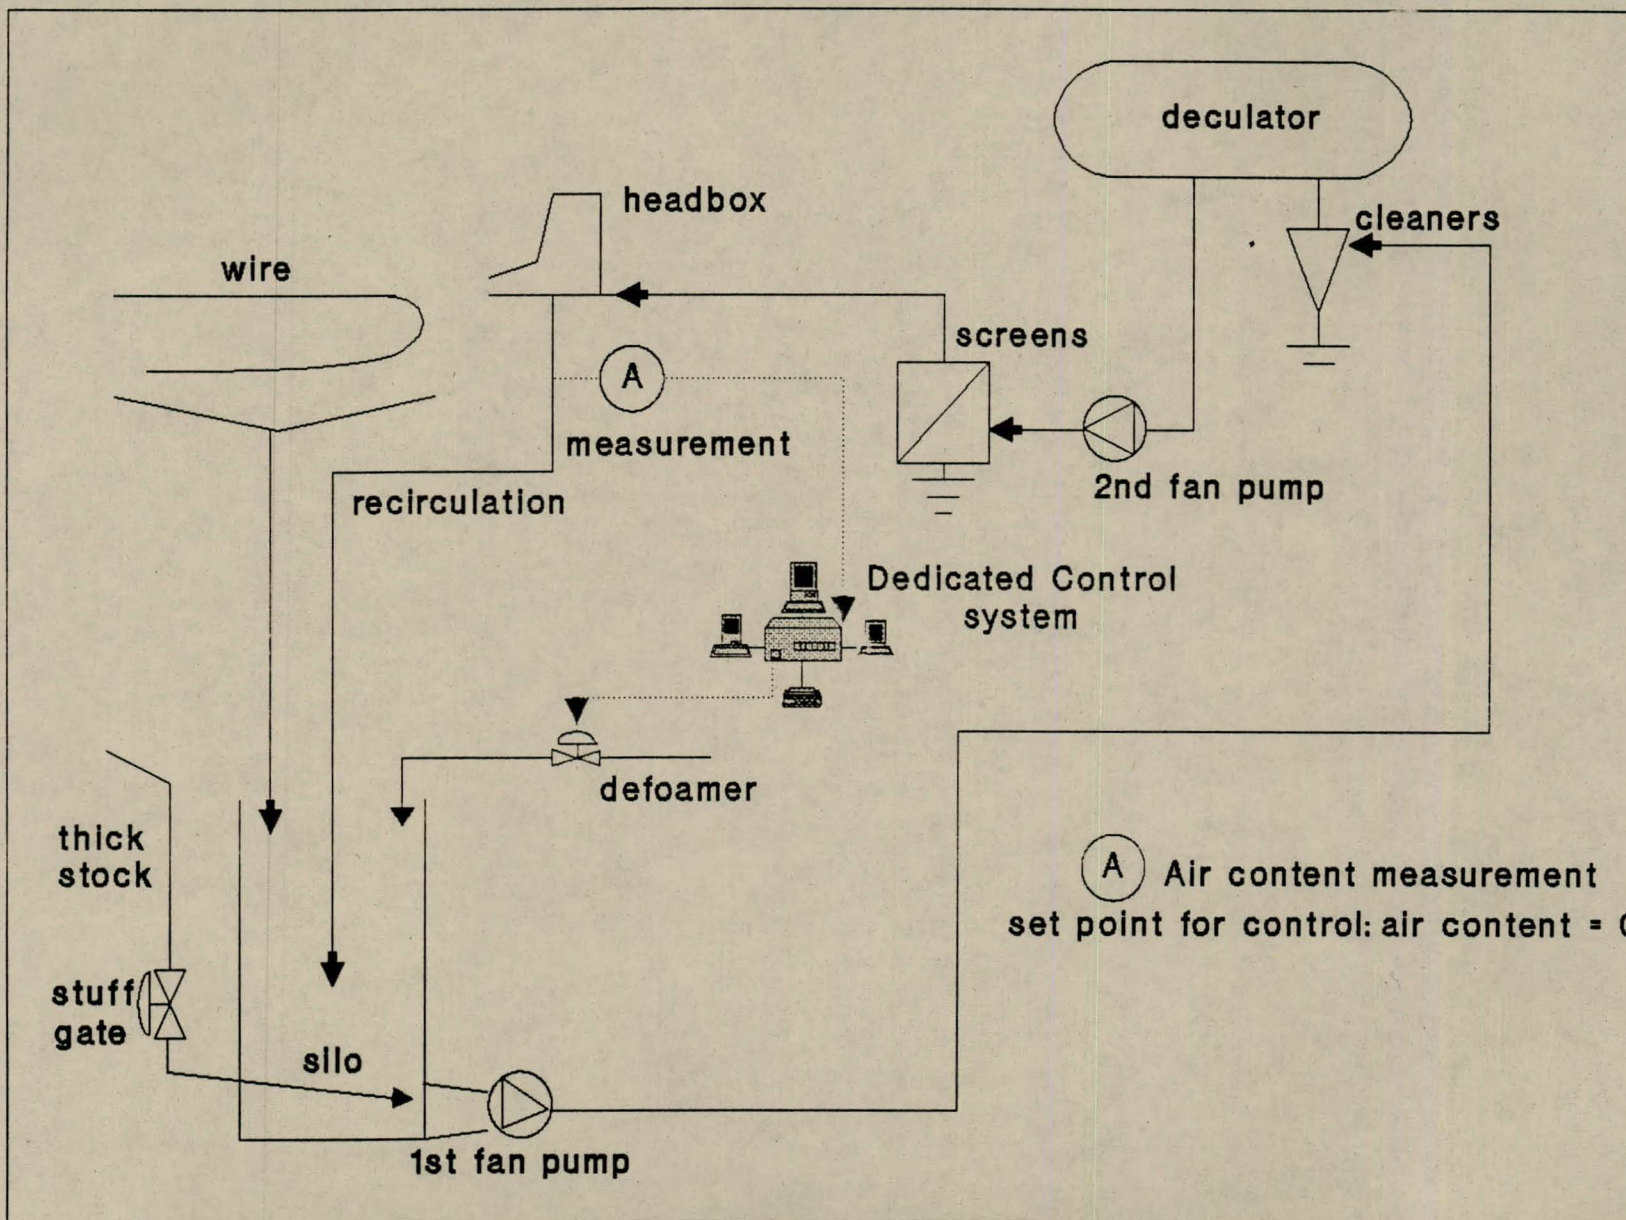 deculator
headbox
cleaners
wire
screens
A
measurement
2nd fan pump
recirculation
Dedicated Control
system
defoamer
thick
stock
A Air content measurement
set point for control: air content =
stuff
gate
silo
1st fan pump